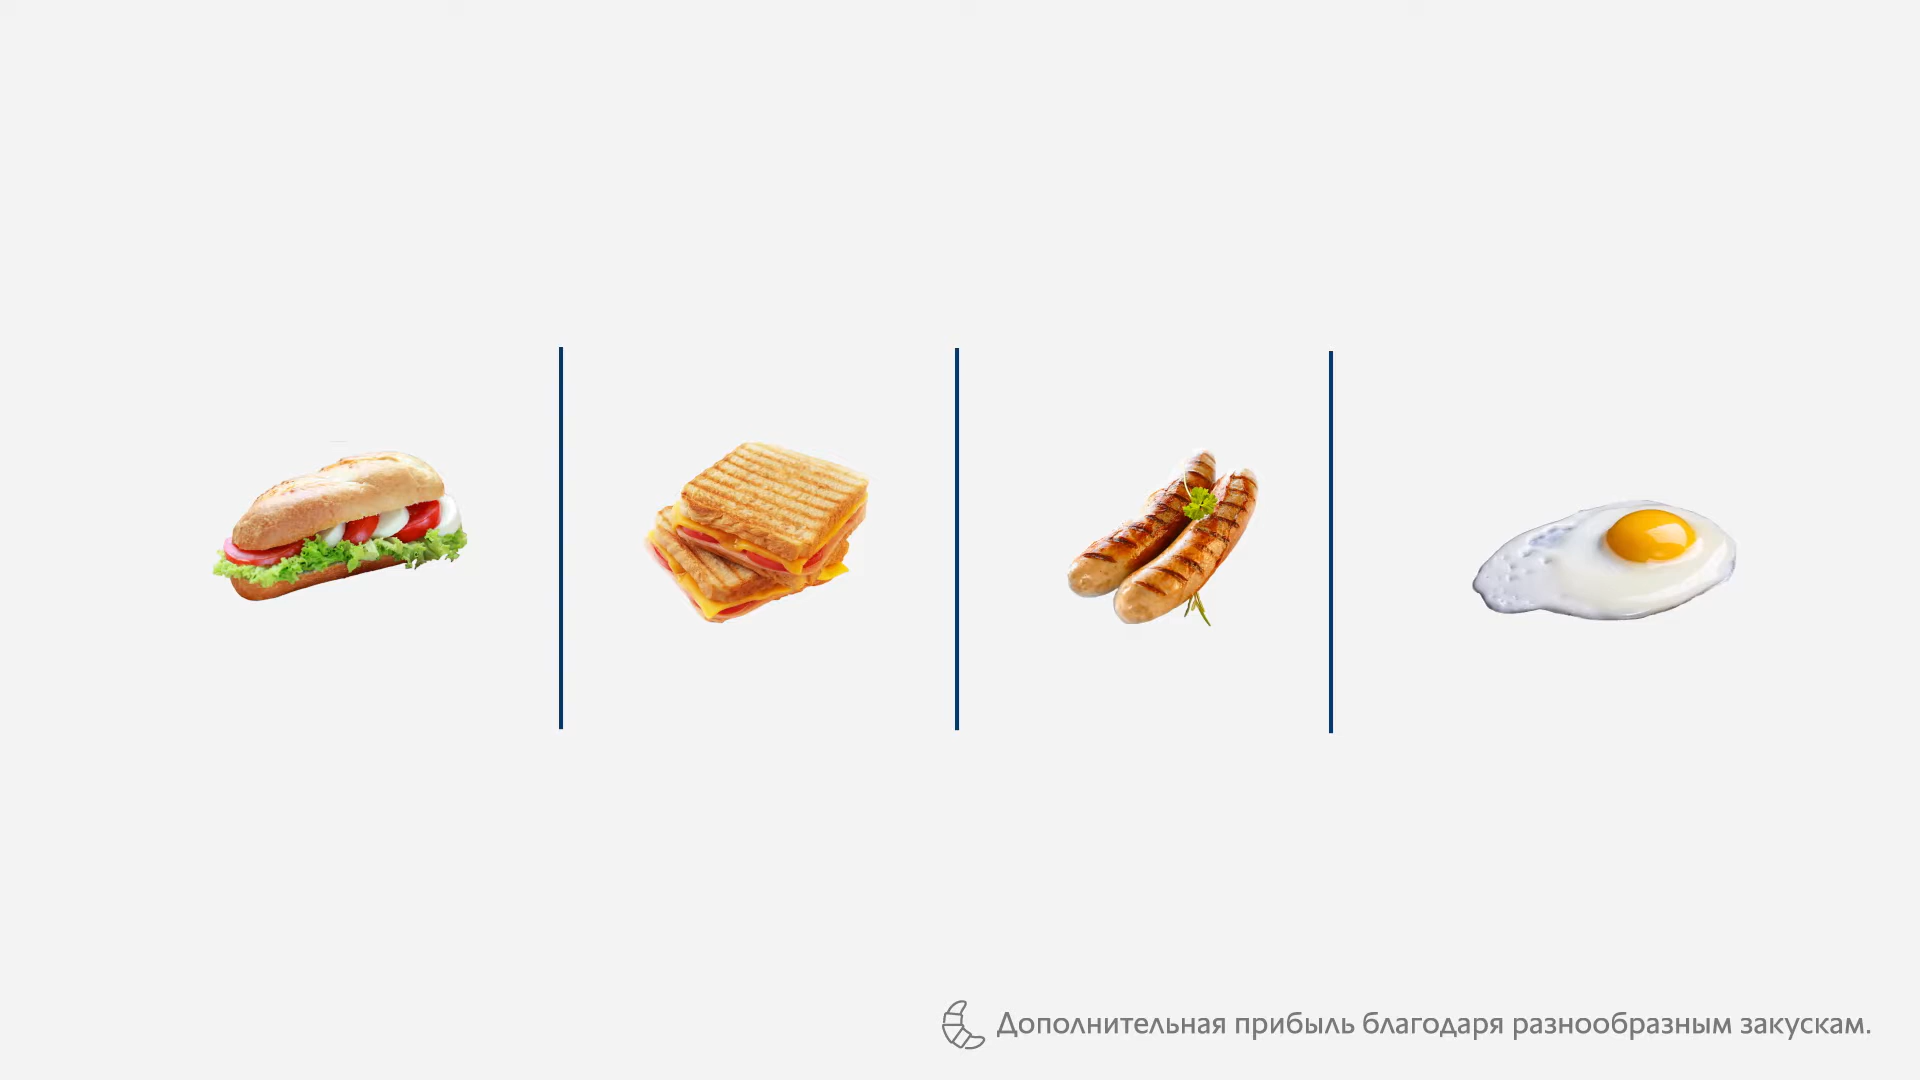 Дополнительная прибыль благодаря разнообразным закускам.